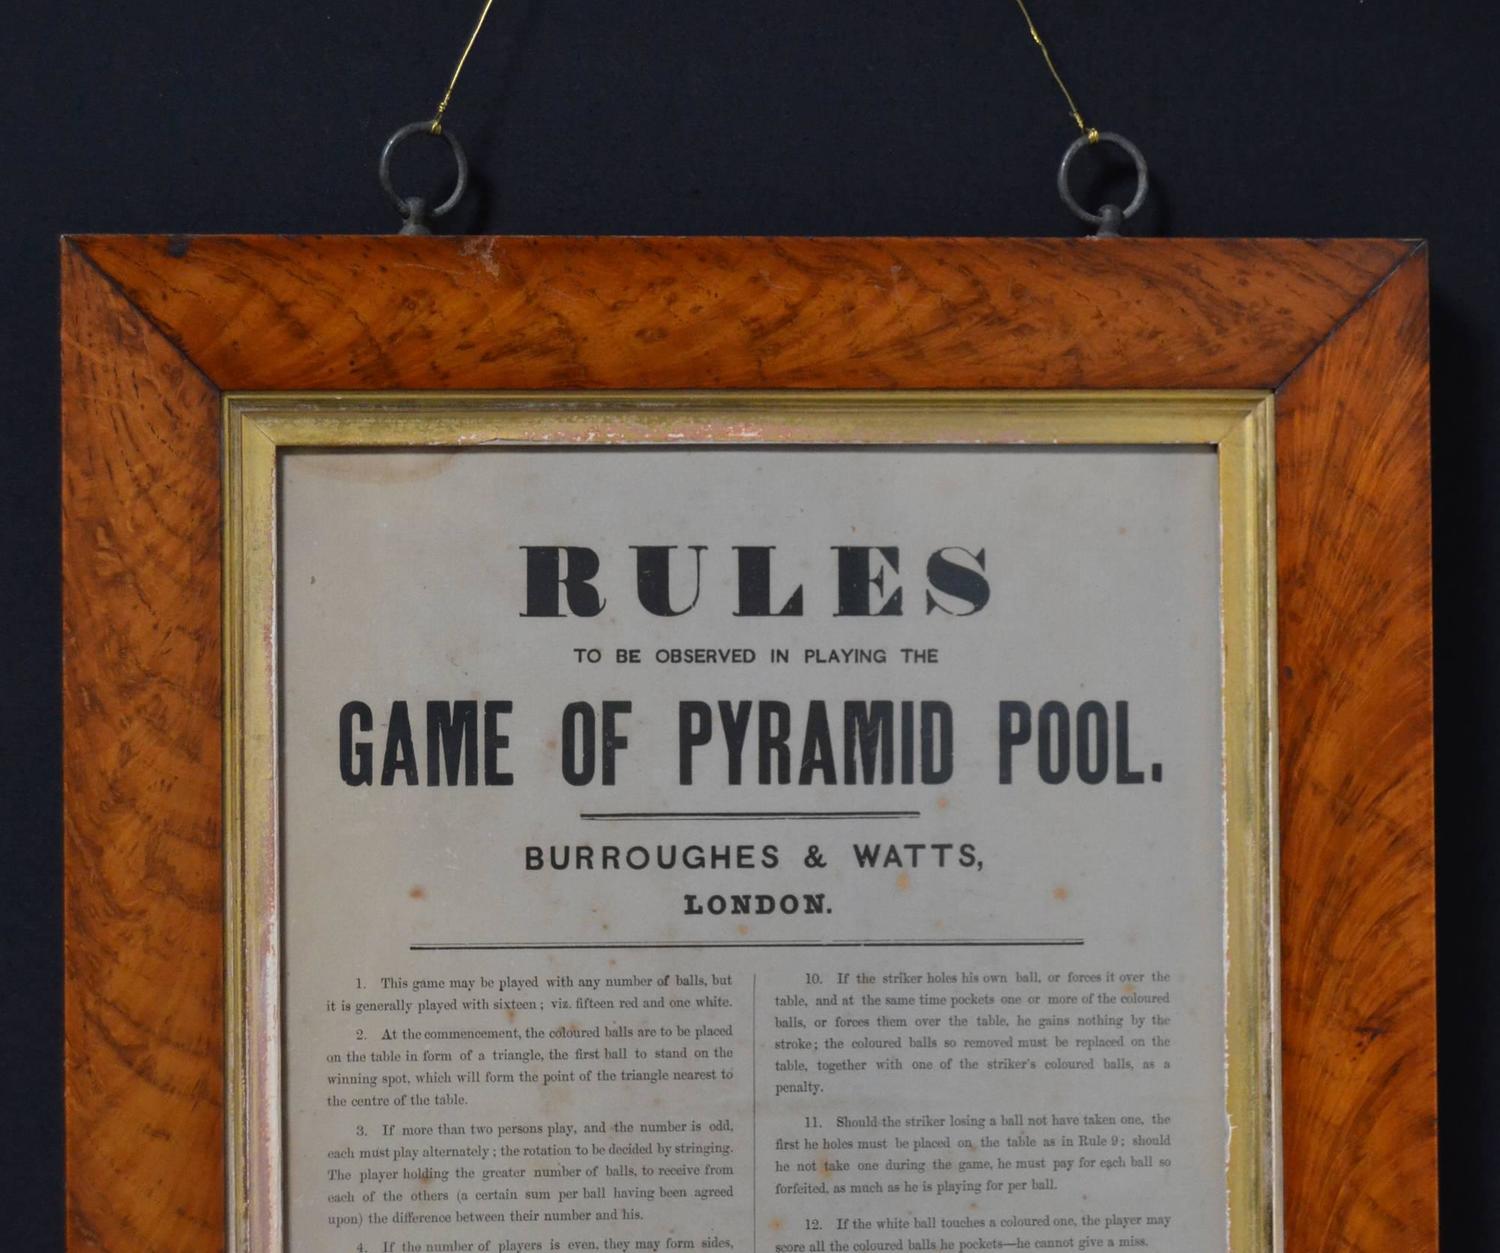 RULES
TO BE OBSERVED IN PLAYING THE
GAME OF PYRAMID POOL.
BURROUGHES & WATTS,
LONDON.
1. This game may be played with any number of balls, but
it is generally played with sixteen; viz. fifteen red and one white.
2. At the commencement, the coloured balls are to be placed
on the table in form of a triangle, the first ball to stand on the
winning spot, which will form the point of the triangle nearest to
the centre of the table.
3. If more than two persons play, and the number is odd,
each must play alternately; the rotation to be decided by stringing.
The player holding the greater number of balls, to receive from
each of the others (a certain sum per ball having been agreed
upon) the difference between their number and his.
4. If the number of players is even, they may form sides,
10. If the striker holes his own ball, or forces it over the
table, and at the same time pockets one or more of the coloured
balls, or forces them over the table, he gains nothing by the
stroke; the coloured balls so removed must be replaced on the
table, together with one of the striker's coloured balls, as a
penalty.
11. Should the striker losing a ball not have taken one, the
first he holes must be placed on the table as in Rule 9; should
he not take one during the game, he must pay for each ball so
forfeited, as much as he is playing for per ball.
12. If the white ball touches a coloured one, the player may
score all the coloured balls he pockets—he cannot give a miss.